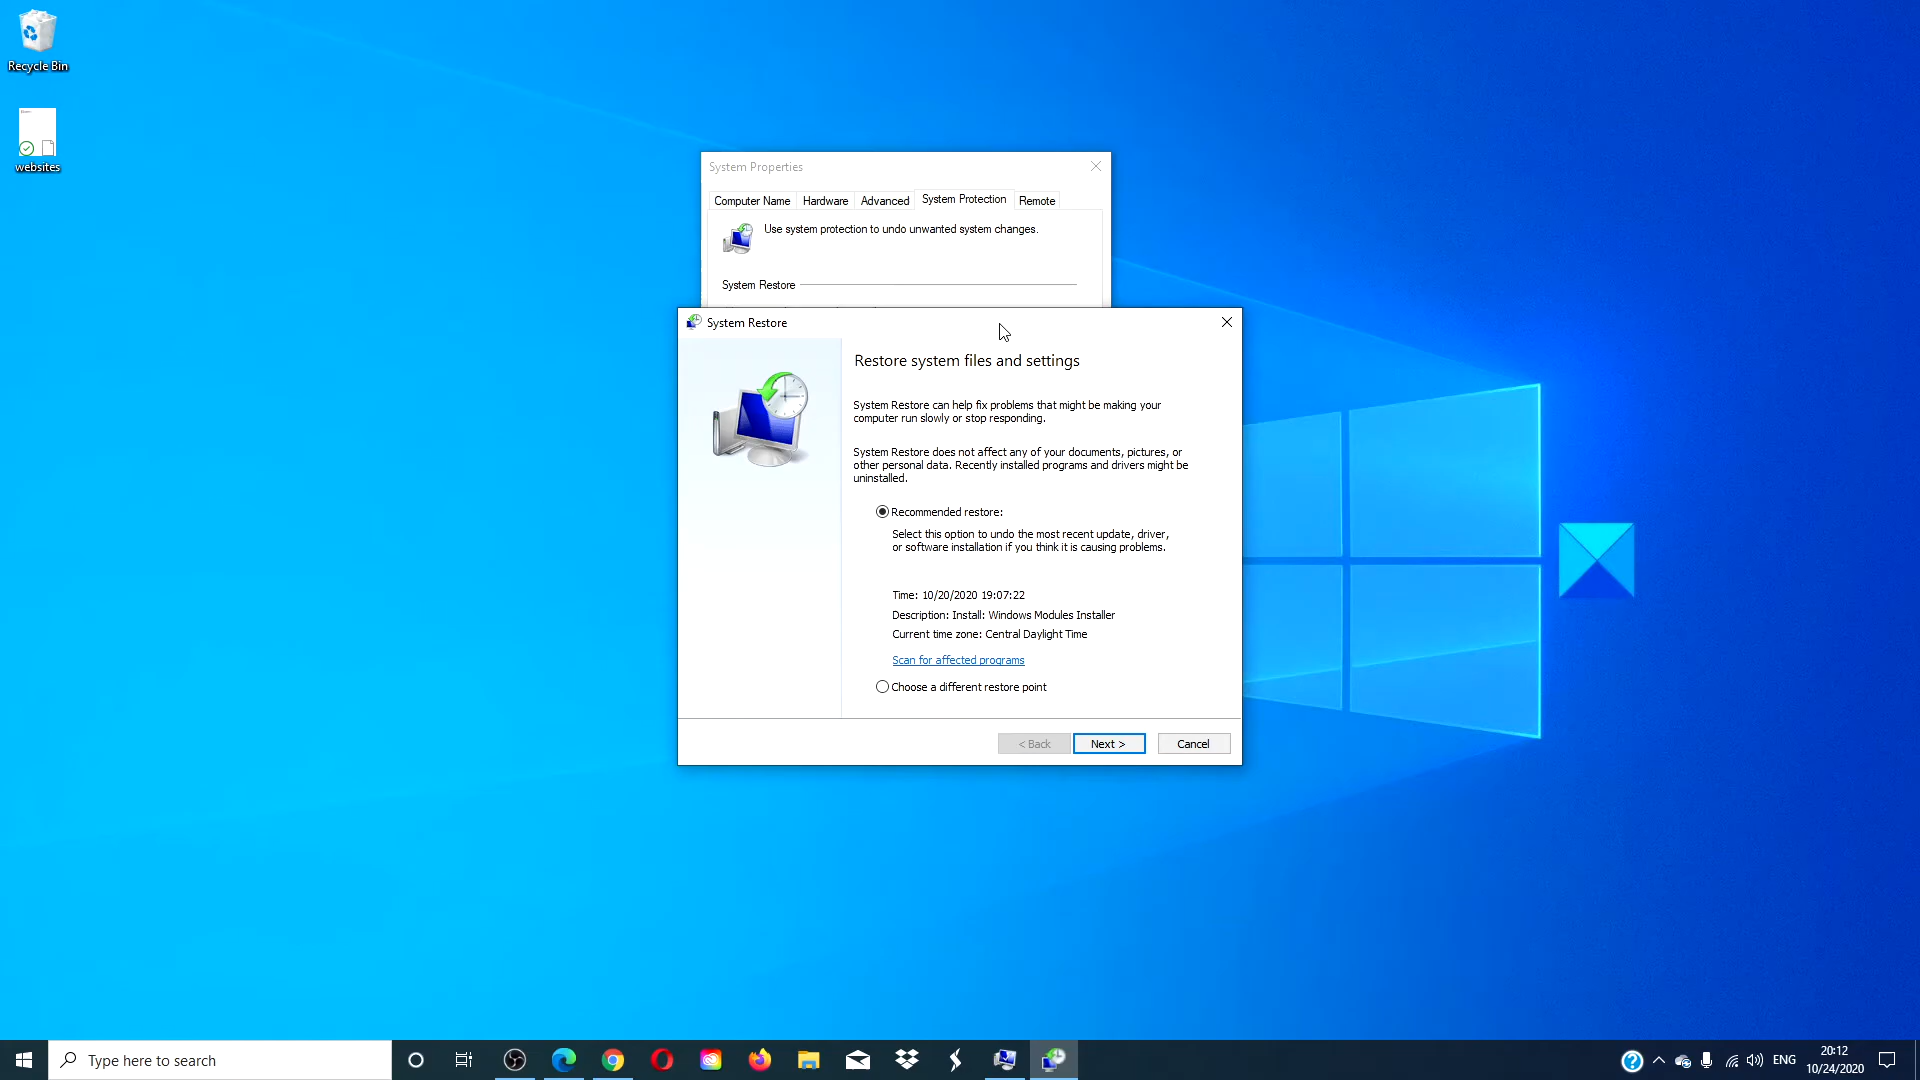 Recycle Bin
websites
System Properties
Computer Name
Hardware
Advanced
System Protection
Remote
Use system protection to undo unwanted system changes.
System Restore
System Restore
Restore system files and settings
System Restore can help fix problems that might be making your
computer run slowly or stop responding.
System Restore does not affect any of your documents, pictures, or
other personal data. Recently installed programs and drivers might be
uninstalled.
Recommended restore:
Select this option to undo the most recent update, driver,
or software installation if you think it is causing problems.
Time: 10/20/2020 19:07:22
Description: Install: Windows Modules Installer
Current time zone: Central Daylight Time
Scan for affected programs
Choose a different restore point
< Back
Next >
Cancel
Type here to search
ENG
20:12
10/24/2020